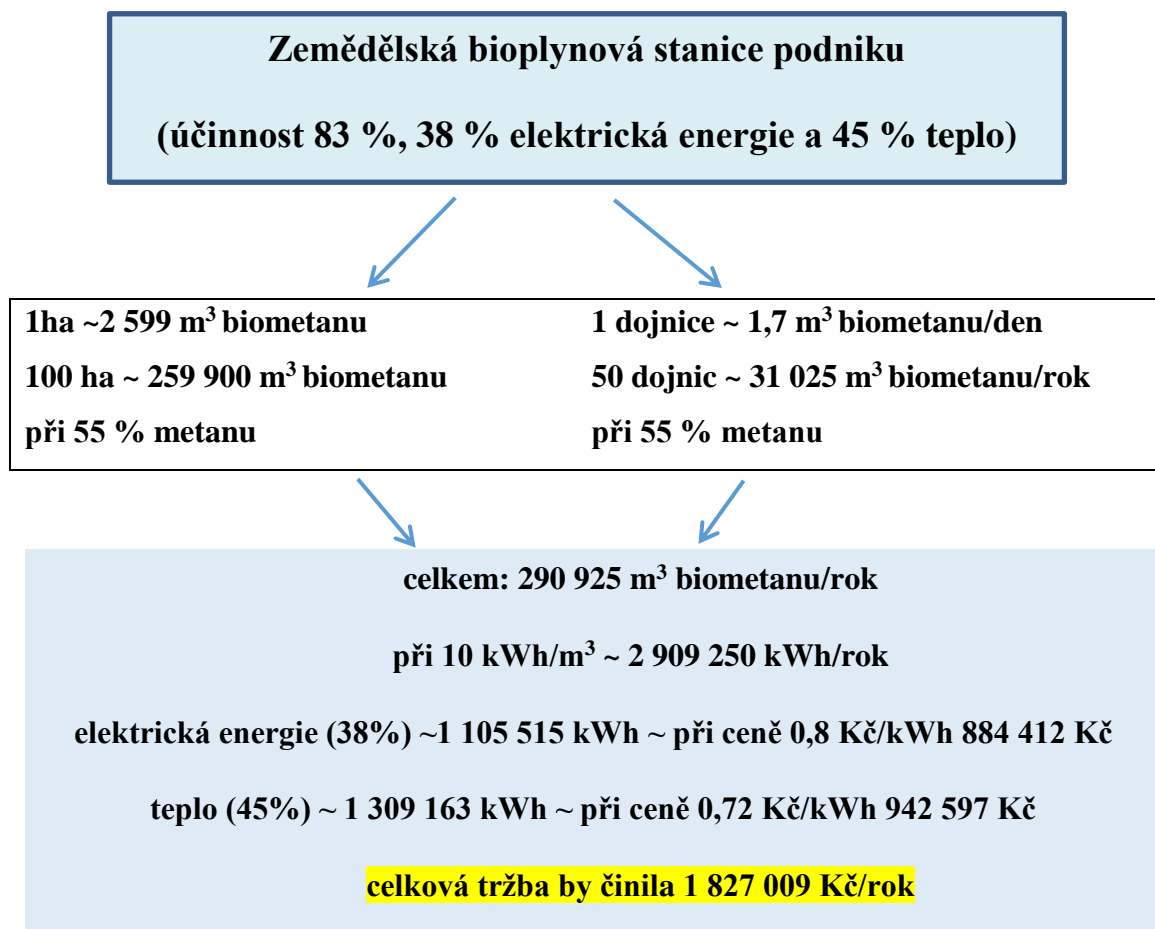 Zemědělská bioplynová stanice podniku
(účinnost 83 %, 38 % elektrická energie a 45 % teplo)
1ha ~2 599 m³ biometanu
100 ha ~ 259 900 m³ biometanu
při 55 % metanu
1 dojnice ~ 1,7 m³ biometanu/den
50 dojnic ~ 31 025 m³ biometanu/rok
při 55 % metanu
celkem: 290 925 m³ biometanu/rok
při 10 kWh/m³ ~ 2 909 250 kWh/rok
elektrická energie (38%) ~1 105 515 kWh ~ při ceně 0,8 Kč/kWh 884 412 Kč
teplo (45%) ~ 1 309 163 kWh ~ při ceně 0,72 Kč/kWh 942 597 Kč
celková tržba by činila 1 827 009 Kč/rok